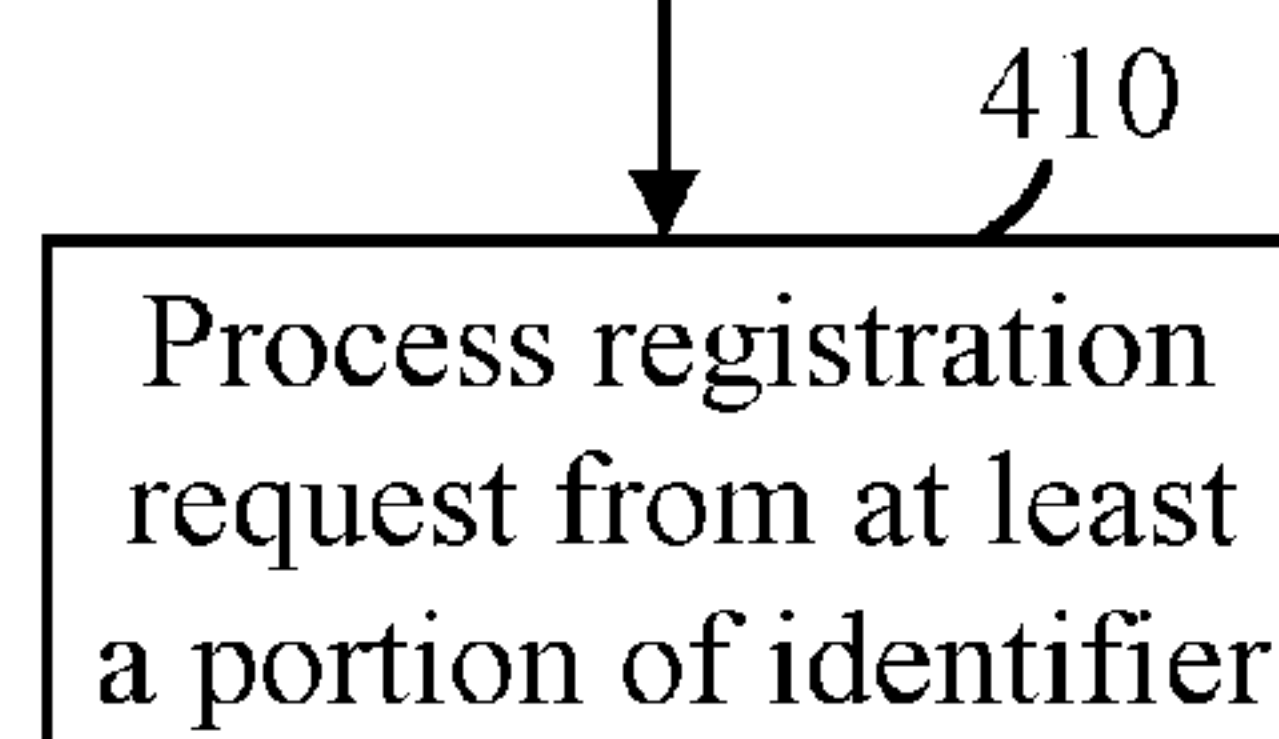 410
Process registration
request from at least
a portion of identifier